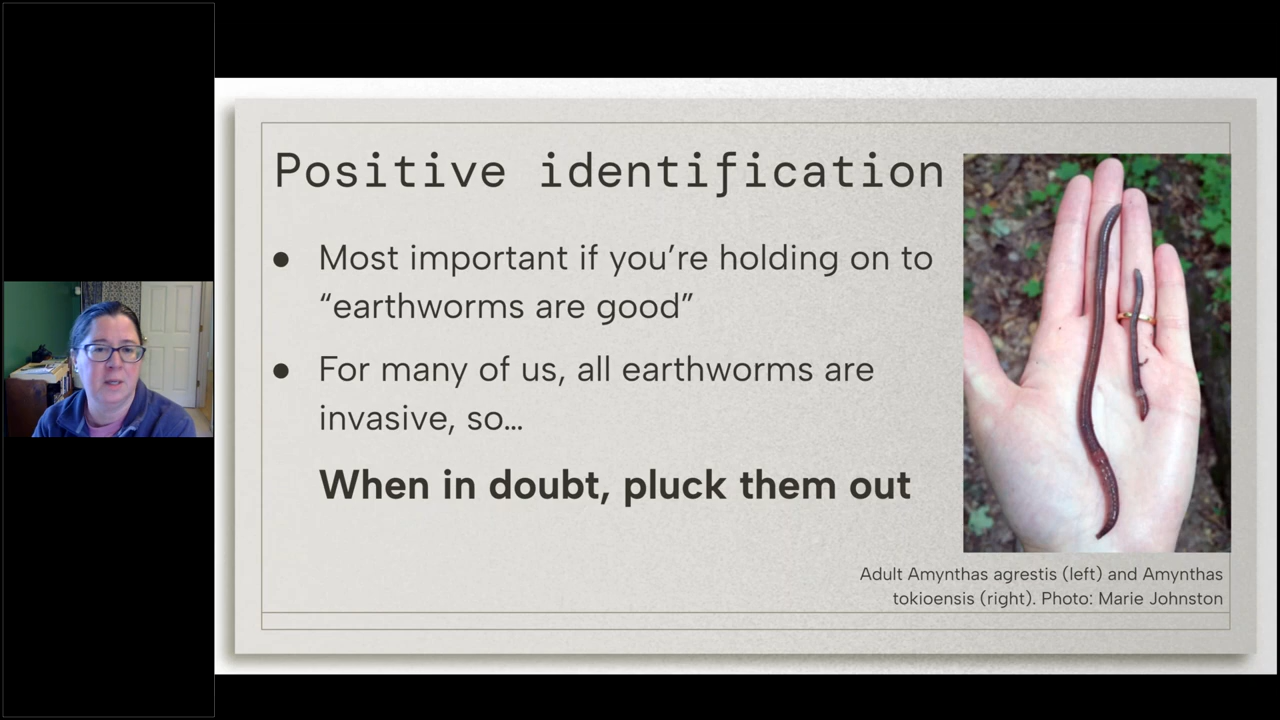 Positive identification
● Most important if you’re holding on to
“earthworms are good”
● For many of us, all earthworms are
invasive, so…
When in doubt, pluck them out
Adult Amynthas agrestis (left) and Amynthas
tokioensis (right). Photo: Marie Johnston